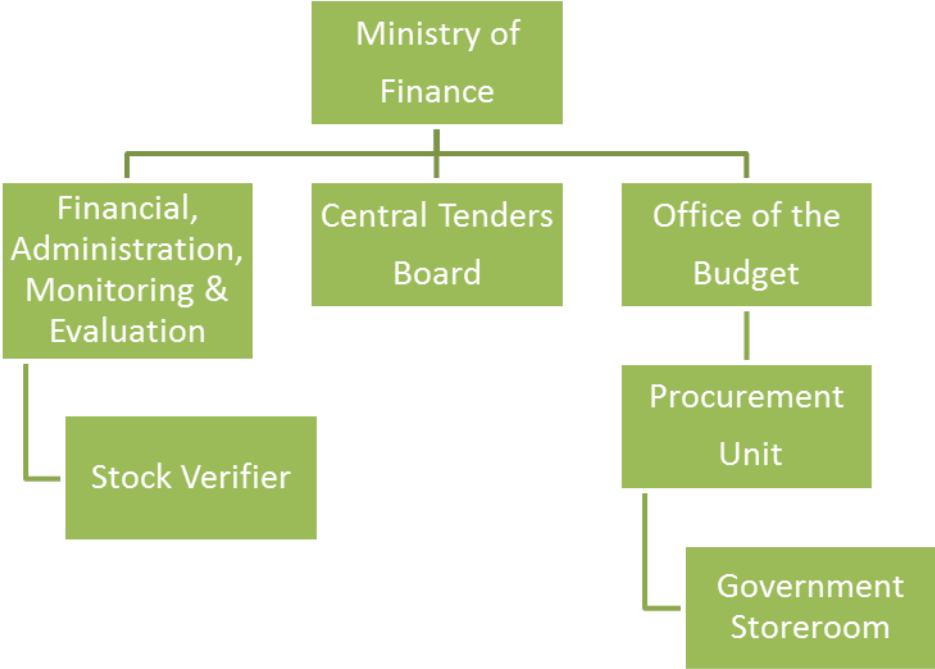 Ministry of
Finance
Financial,
Administration,
Monitoring &
Evaluation
Central Tenders
Board
Office of the
Budget
Stock Verifier
Procurement
Unit
Government
Storeroom